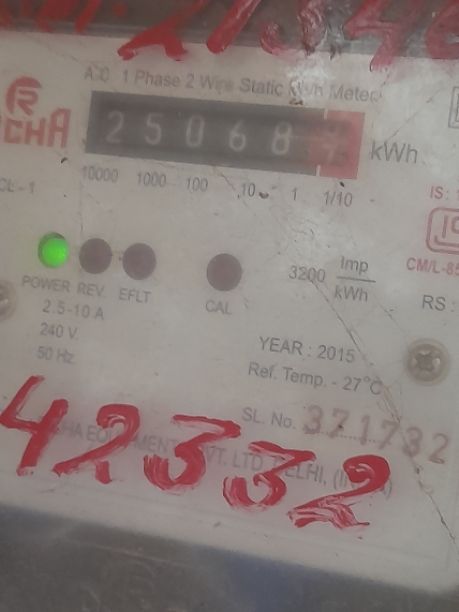 A.C. 1 Phase 2 Wire Static kWh Meter
CHA
25068 kWh
10000 1000 100 10 1 1/10
CL-1
IS:
POWER REV. EFLT CAL
3200 Imp/kWh
CM/L-85
RS:
2.5-10 A
240 V.
50 Hz.
YEAR : 2015
Ref. Temp. - 27°C
SL. No. 371732
42332